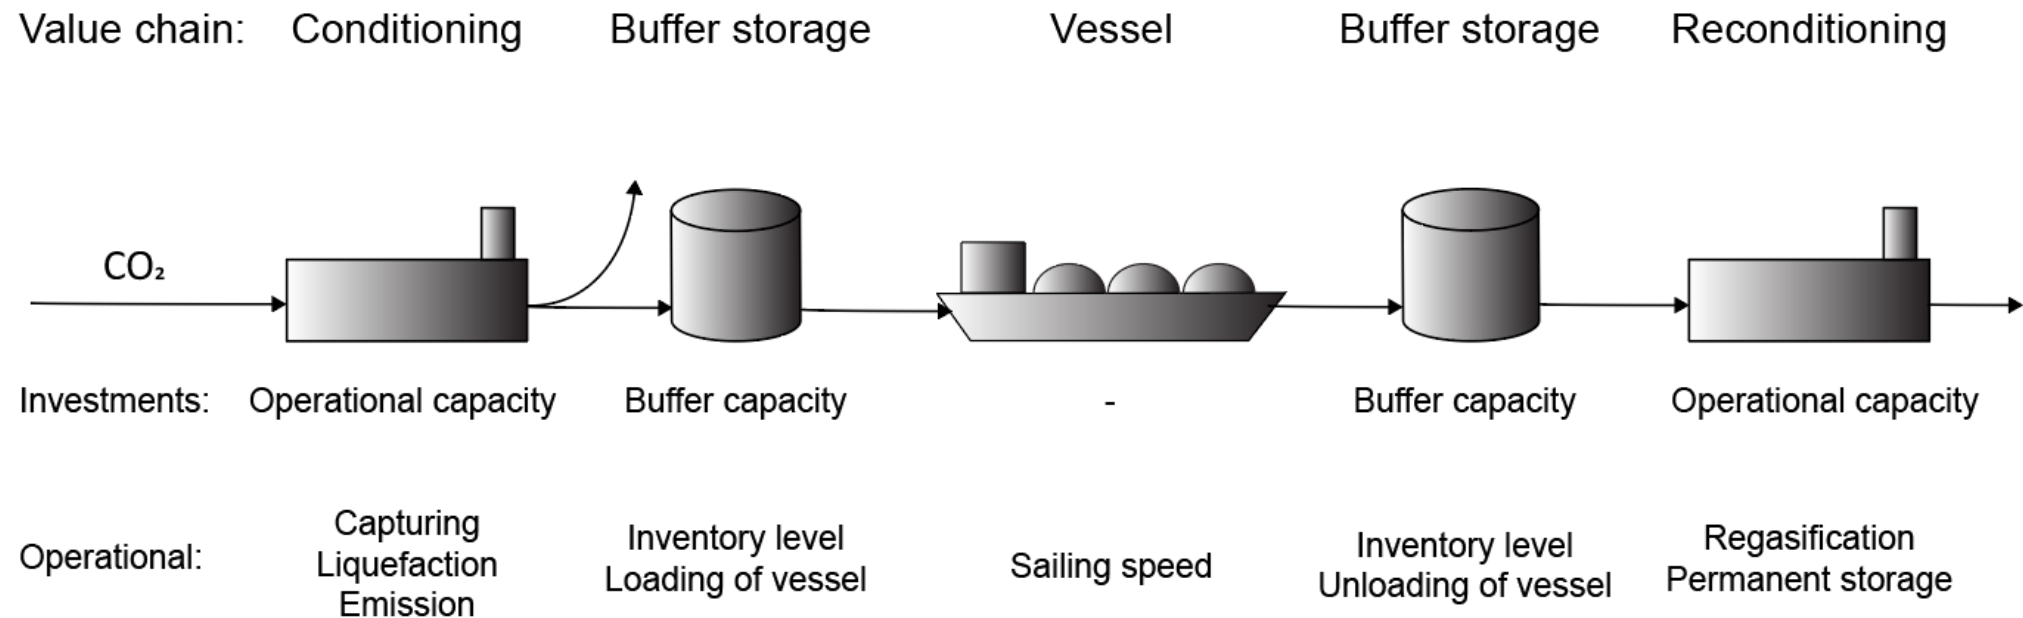 Value chain: Conditioning Buffer storage Vessel Buffer storage Reconditioning
CO₂
Investments: Operational capacity Buffer capacity - Buffer capacity Operational capacity
Operational:
Capturing
Liquefaction
Emission
Inventory level
Loading of vessel
Sailing speed
Inventory level
Unloading of vessel
Regasification
Permanent storage